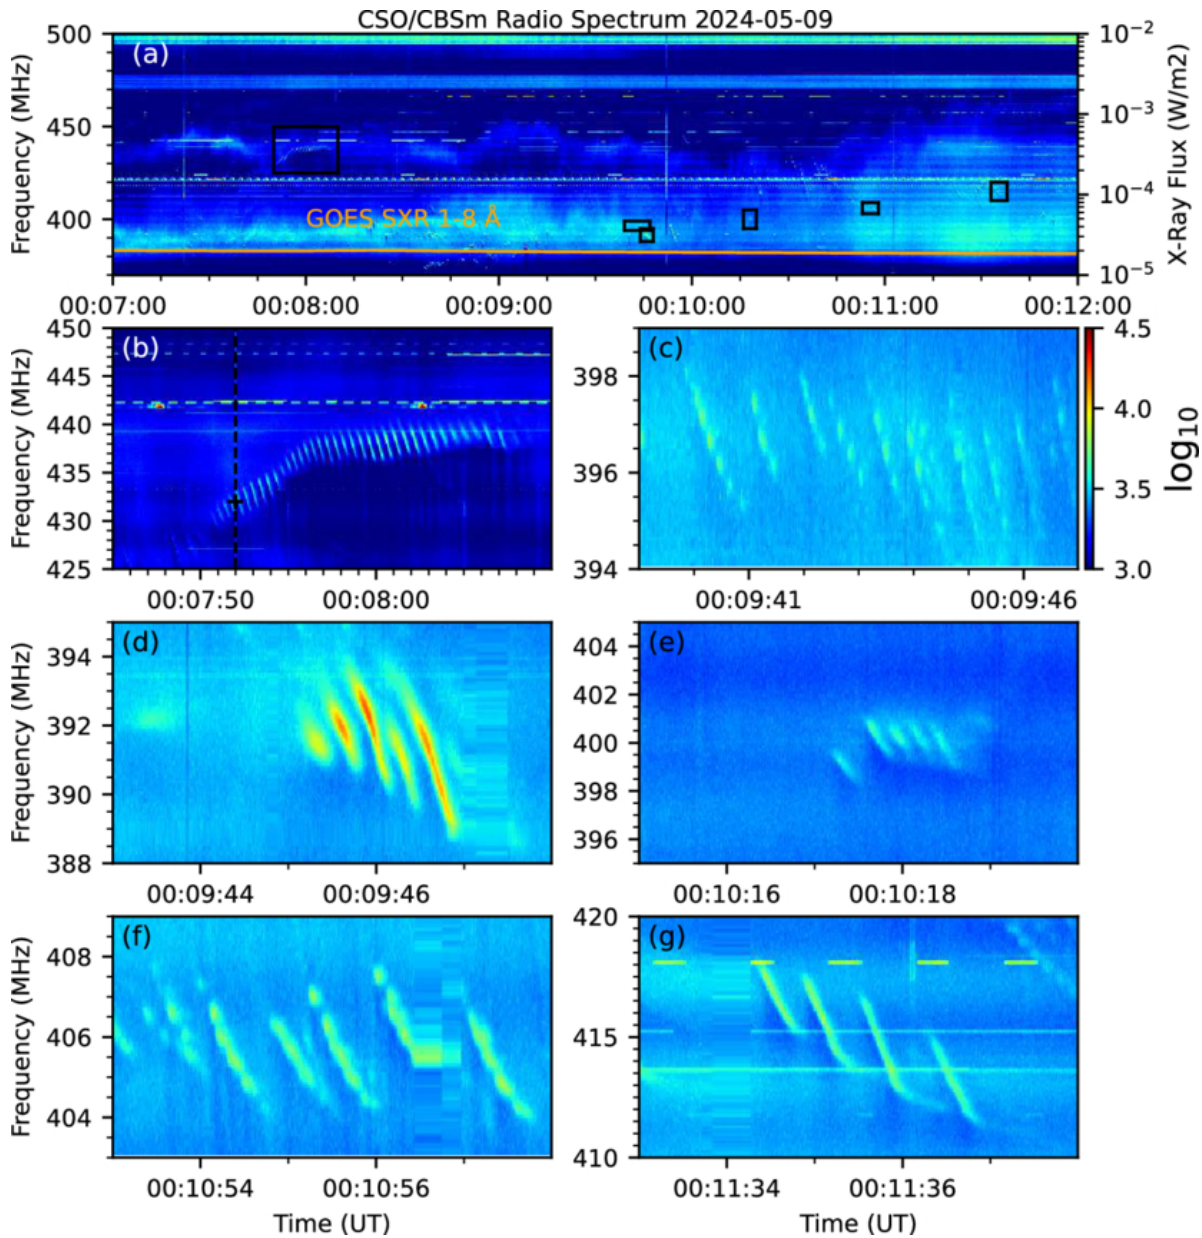 CSO/CBSm Radio Spectrum 2024-05-09
(a)
Frequency (MHz)
500
450
400
GOES SXR 1-8 Å
10⁻²
10⁻³
10⁻⁴
10⁻⁵
X-Ray Flux (W/m2)
00:07:00 00:08:00 00:09:00 00:10:00 00:11:00 00:12:00
(b)
Frequency (MHz)
450
445
440
435
430
425
00:07:50 00:08:00
(c)
398
396
394
00:09:41 00:09:46
4.5
4.0
3.5
3.0
log₁₀
(d)
Frequency (MHz)
394
392
390
388
00:09:44 00:09:46
(e)
404
402
400
398
396
00:10:16 00:10:18
(f)
Frequency (MHz)
408
406
404
00:10:54 00:10:56
Time (UT)
(g)
420
415
410
00:11:34 00:11:36
Time (UT)